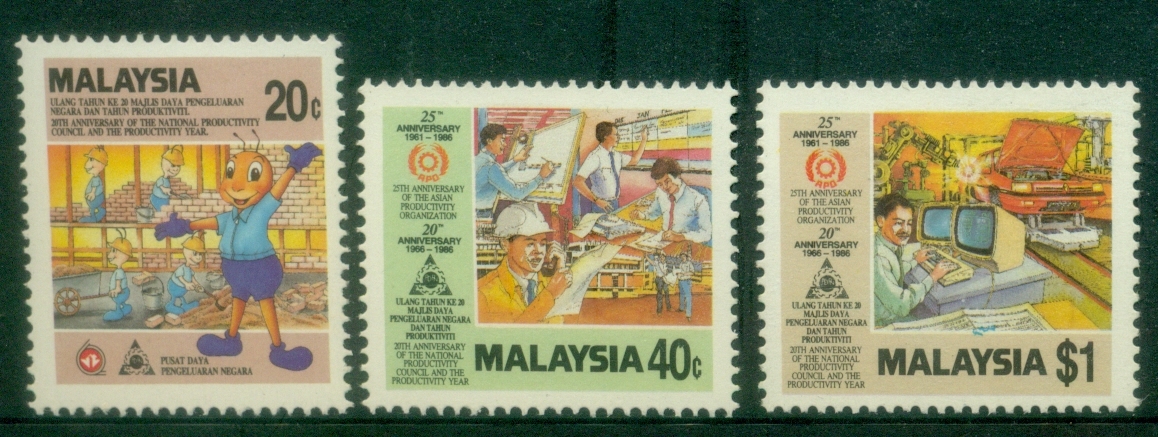 MALAYSIA
20c
ULANG TAHUN KE 20 MAJLIS DAYA PENGELUARAN
NEGARA DAN TAHUN PRODUKTIVITI.
20TH ANNIVERSARY OF THE NATIONAL PRODUCTIVITY
COUNCIL AND THE PRODUCTIVITY YEAR.
PUSAT DAYA
PENGELUARAN NEGARA
25TH
ANNIVERSARY
1961 – 1986
APO
25TH ANNIVERSARY
OF THE ASIAN
PRODUCTIVITY
ORGANIZATION
20TH
ANNIVERSARY
1966 – 1986
ULANG TAHUN KE 20
MAJLIS DAYA
PENGELUARAN NEGARA
DAN TAHUN
PRODUKTIVITI
20TH ANNIVERSARY
OF THE NATIONAL
PRODUCTIVITY
COUNCIL AND THE
PRODUCTIVITY YEAR
JAN
MALAYSIA 40c
25TH
ANNIVERSARY
1961 – 1986
APO
25TH ANNIVERSARY
OF THE ASIAN
PRODUCTIVITY
ORGANIZATION
20TH
ANNIVERSARY
1966 – 1986
ULANG TAHUN KE 20
MAJLIS DAYA
PENGELUARAN NEGARA
DAN TAHUN
PRODUKTIVITI
20TH ANNIVERSARY
OF THE NATIONAL
PRODUCTIVITY
COUNCIL AND THE
PRODUCTIVITY YEAR
MALAYSIA $1